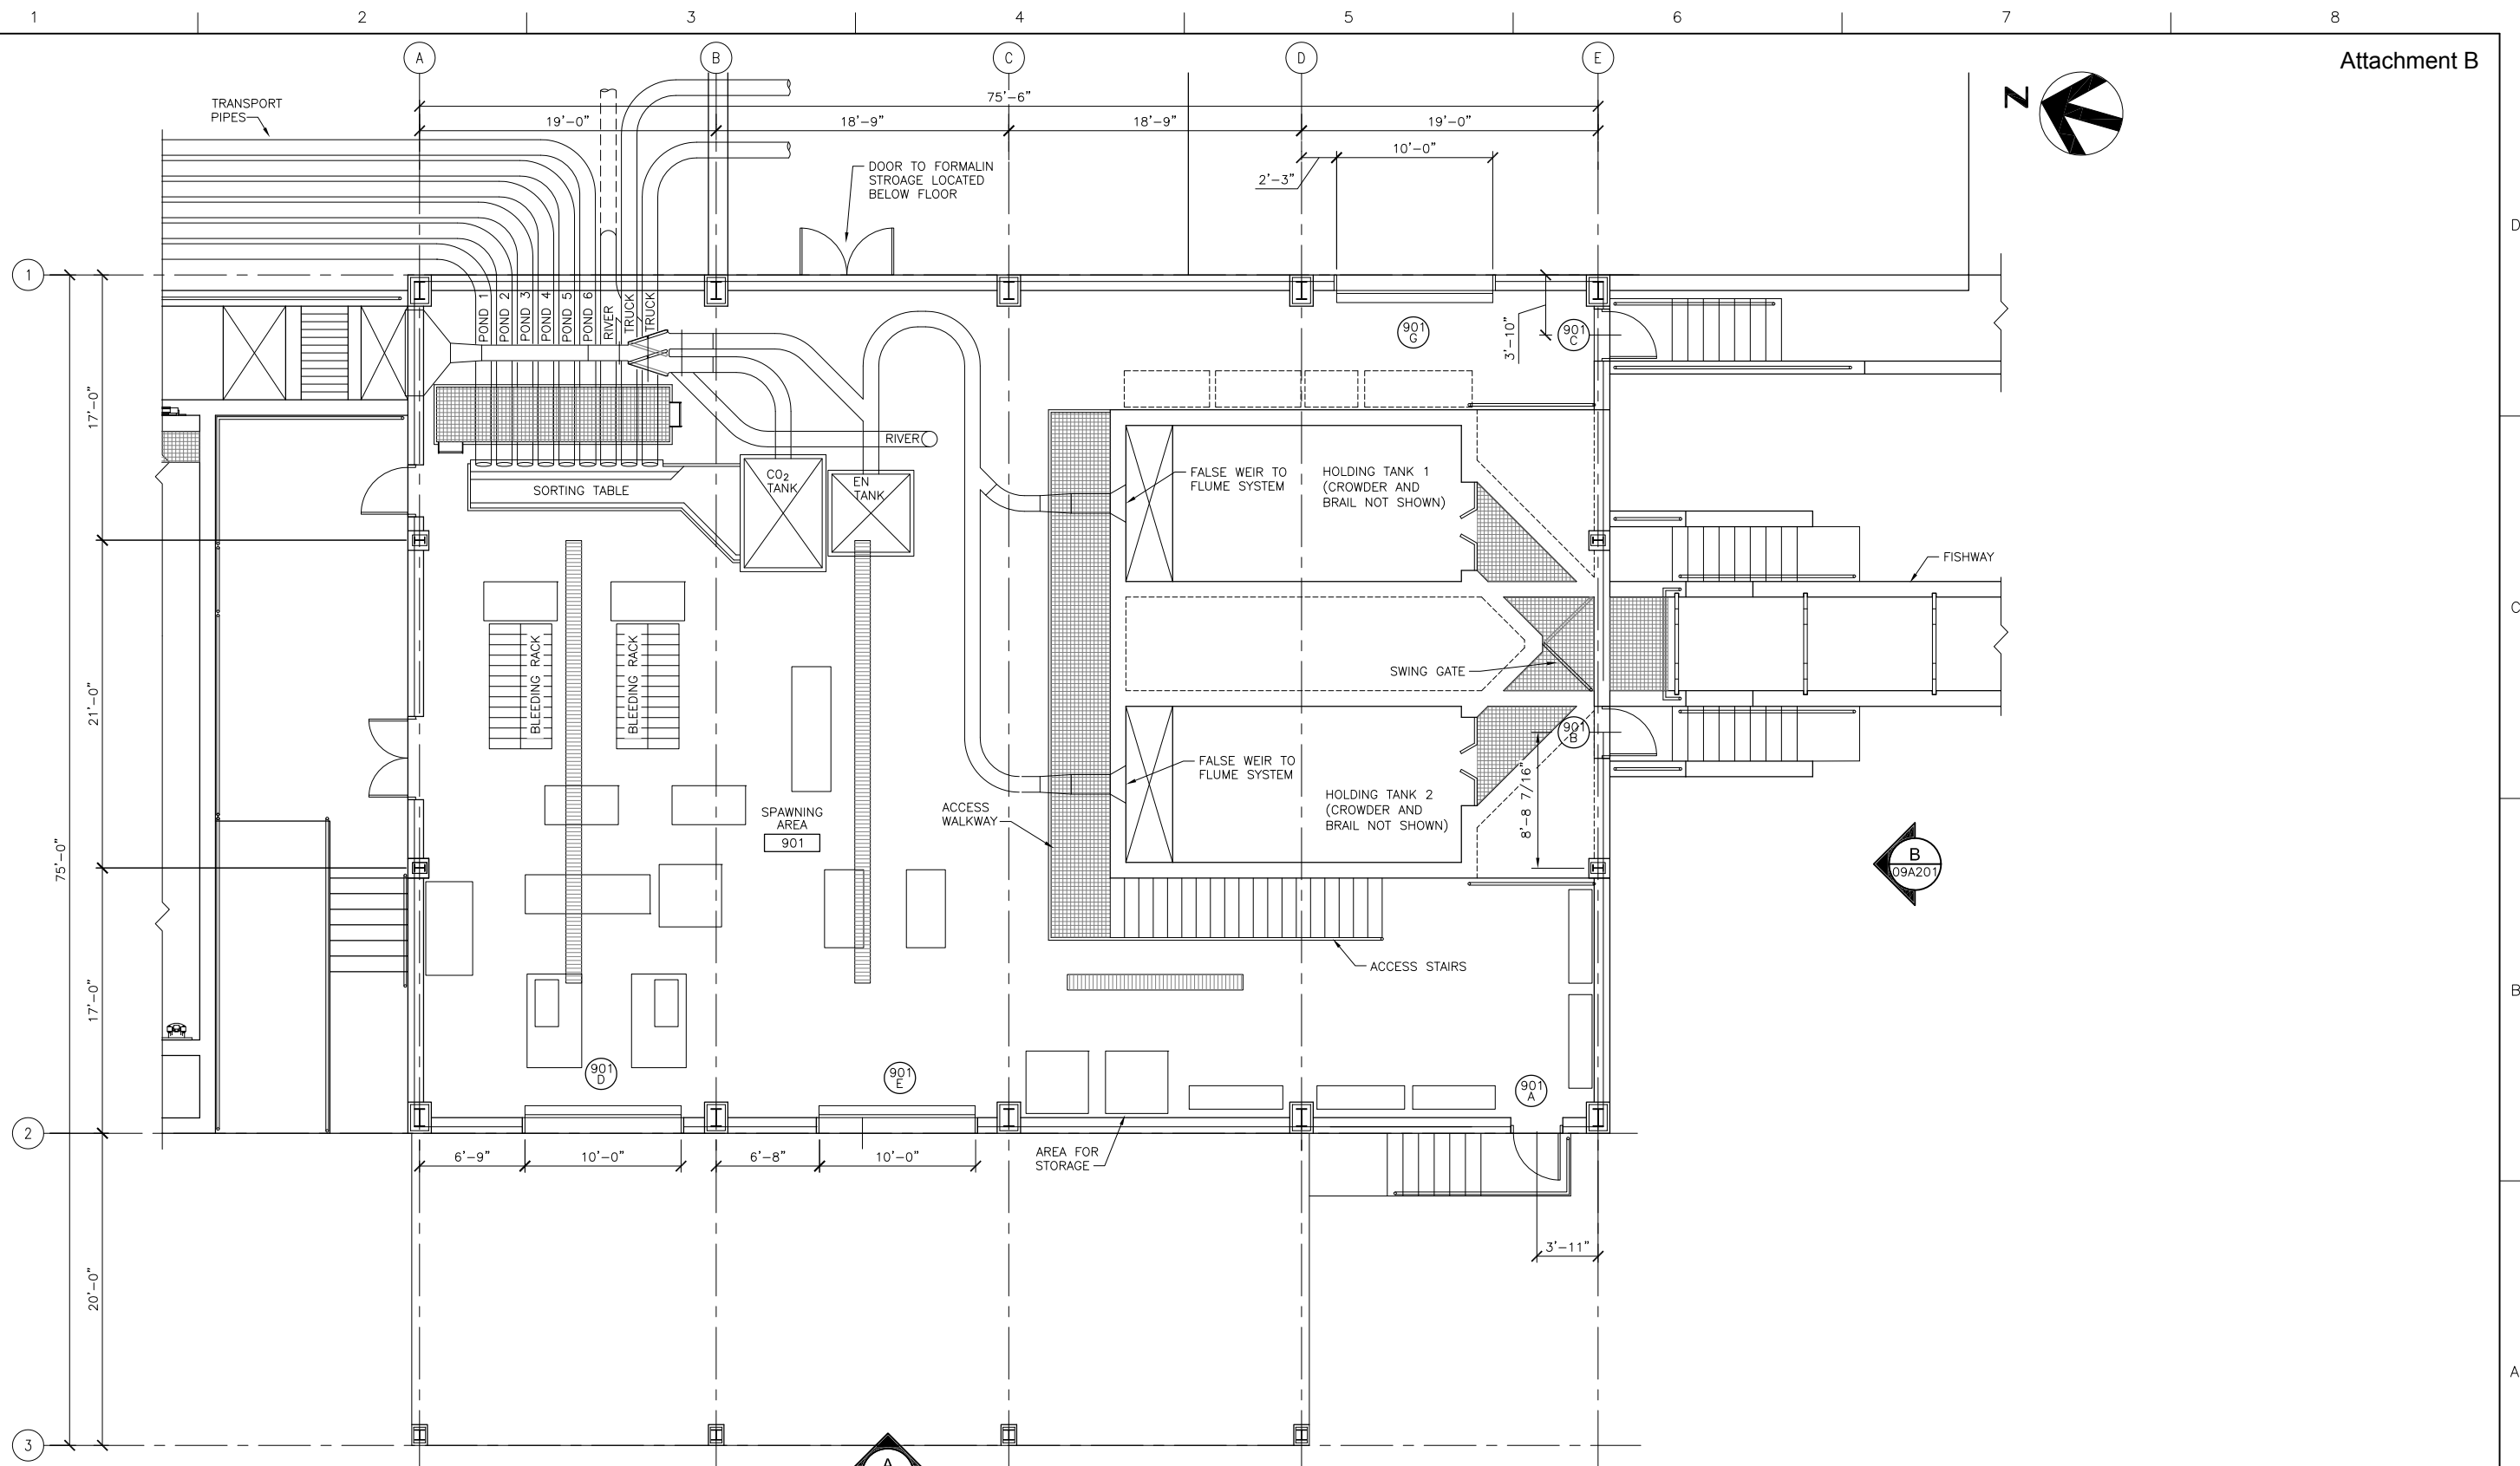 1 2 3 4 5 6 7 8
Attachment B
A B C D E
N
75'-6"
TRANSPORT
PIPES
19'-0" 18'-9" 18'-9" 19'-0"
10'-0"
2'-3"
DOOR TO FORMALIN
STROAGE LOCATED
BELOW FLOOR
D
1
POND 1
POND 2
POND 3
POND 4
POND 5
POND 6
RIVER
TRUCK
TRUCK
901
G
3'-10"
901
C
17'-0"
RIVER
CO2
TANK
EN
TANK
SORTING TABLE
FALSE WEIR TO
FLUME SYSTEM
HOLDING TANK 1
(CROWDER AND
BRAIL NOT SHOWN)
FISHWAY
C
BLEEDING RACK
BLEEDING RACK
SWING GATE
21'-0"
901
B
FALSE WEIR TO
FLUME SYSTEM
HOLDING TANK 2
(CROWDER AND
BRAIL NOT SHOWN)
8'-8 7/16"
ACCESS
WALKWAY
SPAWNING
AREA
901
75'-0"
B
09A201
ACCESS STAIRS
17'-0"
B
901
D
901
E
901
A
2
6'-9" 10'-0" 6'-8" 10'-0"
AREA FOR
STORAGE
3'-11"
20'-0"
A
3
A